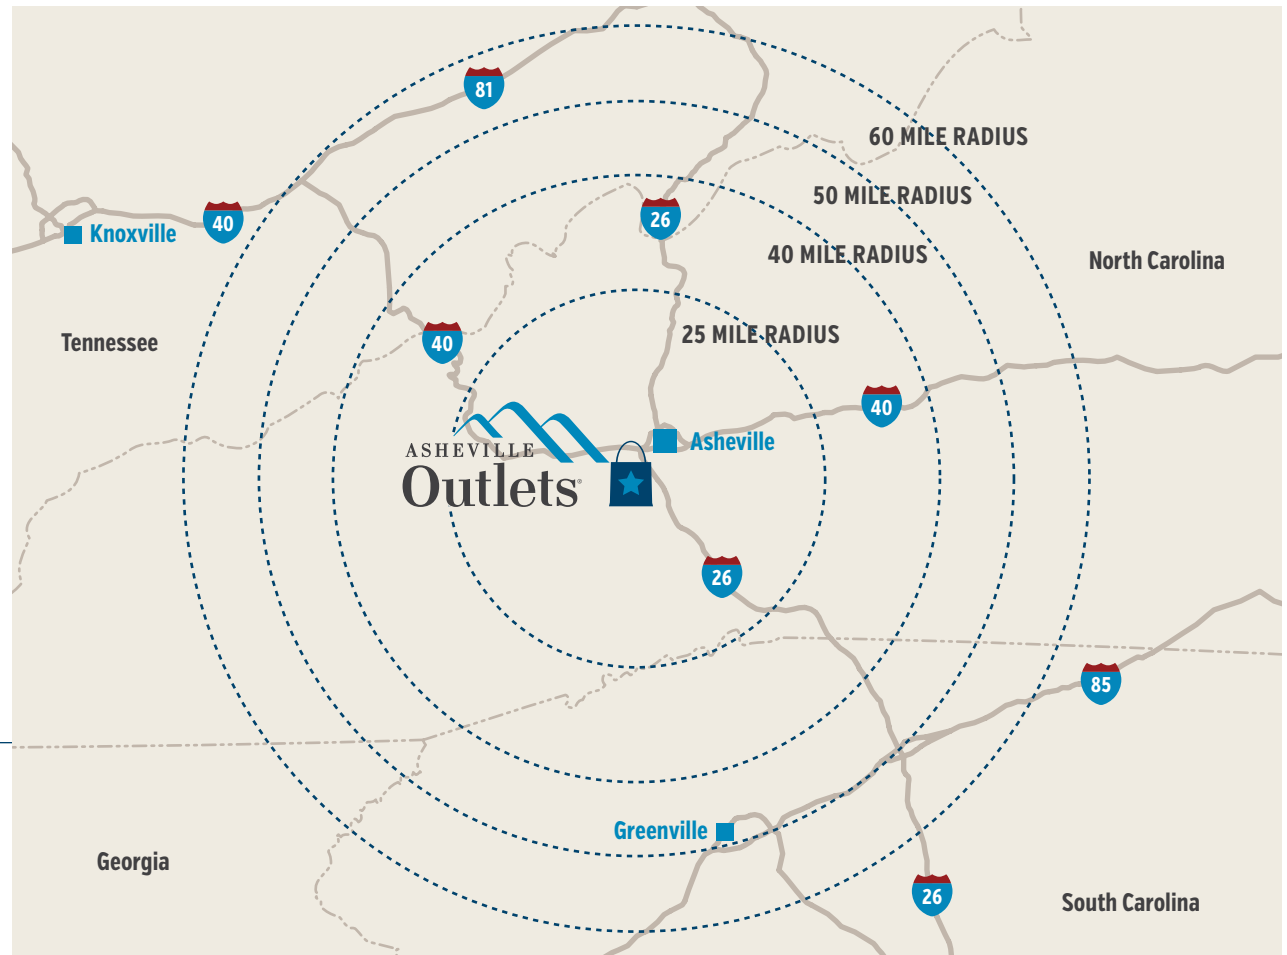 81
60 MILE RADIUS
50 MILE RADIUS
40
26
Knoxville
40 MILE RADIUS
North Carolina
25 MILE RADIUS
Tennessee
40
40
Asheville
ASHEVILLE
Outlets®
26
85
Greenville
Georgia
26
South Carolina